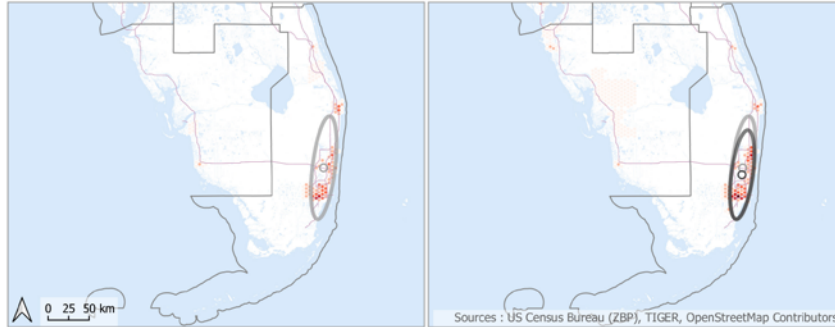 0 25 50 km
Sources : US Census Bureau (ZBP), TIGER, OpenStreetMap Contributors